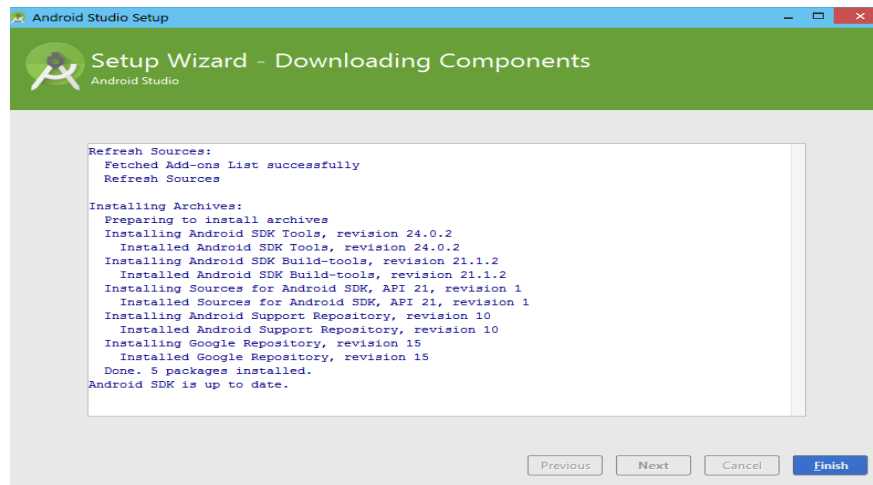 Android Studio Setup
Setup Wizard - Downloading Components
Android Studio
Refresh Sources:
Fetched Add-ons List successfully
Refresh Sources
Installing Archives:
Preparing to install archives
Installing Android SDK Tools, revision 24.0.2
Installed Android SDK Tools, revision 24.0.2
Installing Android SDK Build-tools, revision 21.1.2
Installed Android SDK Build-tools, revision 21.1.2
Installing Sources for Android SDK, API 21, revision 1
Installed Sources for Android SDK, API 21, revision 1
Installing Android Support Repository, revision 10
Installed Android Support Repository, revision 10
Installing Google Repository, revision 15
Installed Google Repository, revision 15
Done. 5 packages installed.
Android SDK is up to date.
Previous Next Cancel Finish